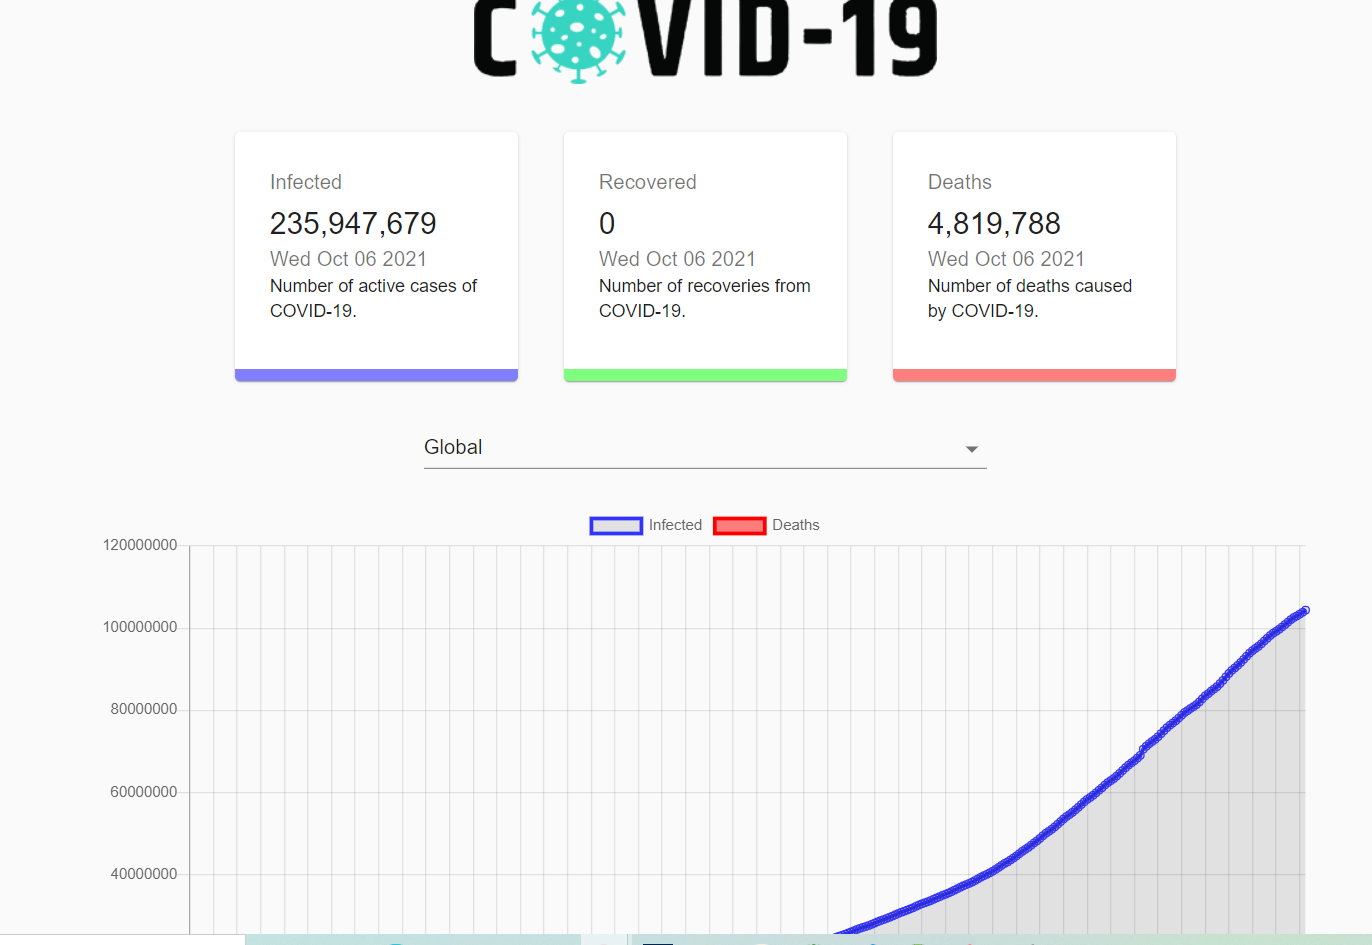 COVID-19
Infected
235,947,679
Wed Oct 06 2021
Number of active cases of
COVID-19.
Recovered
0
Wed Oct 06 2021
Number of recoveries from
COVID-19.
Deaths
4,819,788
Wed Oct 06 2021
Number of deaths caused
by COVID-19.
Global
Infected Deaths
120000000
100000000
80000000
60000000
40000000